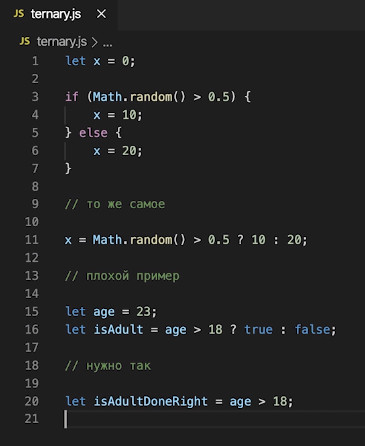 JS ternary.js ×
JS ternary.js > ...
1 let x = 0;
2
3 if (Math.random() > 0.5) {
4 x = 10;
5 } else {
6 x = 20;
7 }
8
9 // то же самое
10
11 x = Math.random() > 0.5 ? 10 : 20;
12
13 // плохой пример
14
15 let age = 23;
16 let isAdult = age > 18 ? true : false;
17
18 // нужно так
19
20 let isAdultDoneRight = age > 18;
21